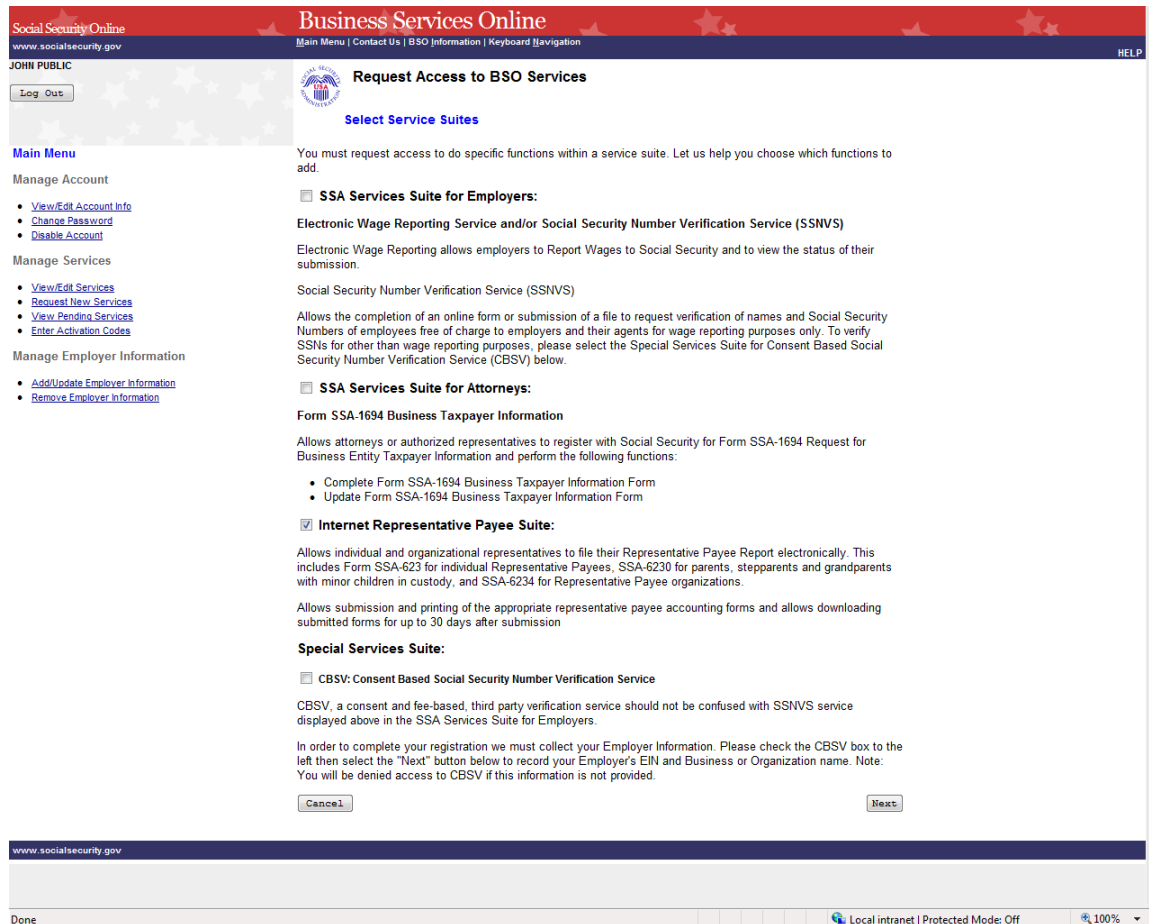 Social Security Online
Business Services Online
www.socialsecurity.gov
Main Menu | Contact Us | BSO Information | Keyboard Navigation
HELP
JOHN PUBLIC
Log Out
SOCIAL SECURITY ADMINISTRATION
USA
Request Access to BSO Services
Select Service Suites
Main Menu
Manage Account
• View/Edit Account Info
• Change Password
• Disable Account
Manage Services
• View/Edit Services
• Request New Services
• View Pending Services
• Enter Activation Codes
Manage Employer Information
• Add/Update Employer Information
• Remove Employer Information
You must request access to do specific functions within a service suite. Let us help you choose which functions to
add.
SSA Services Suite for Employers:
Electronic Wage Reporting Service and/or Social Security Number Verification Service (SSNVS)
Electronic Wage Reporting allows employers to Report Wages to Social Security and to view the status of their
submission.
Social Security Number Verification Service (SSNVS)
Allows the completion of an online form or submission of a file to request verification of names and Social Security
Numbers of employees free of charge to employers and their agents for wage reporting purposes only. To verify
SSNs for other than wage reporting purposes, please select the Special Services Suite for Consent Based Social
Security Number Verification Service (CBSV) below.
SSA Services Suite for Attorneys:
Form SSA-1694 Business Taxpayer Information
Allows attorneys or authorized representatives to register with Social Security for Form SSA-1694 Request for
Business Entity Taxpayer Information and perform the following functions:
• Complete Form SSA-1694 Business Taxpayer Information Form
• Update Form SSA-1694 Business Taxpayer Information Form
Internet Representative Payee Suite:
Allows individual and organizational representatives to file their Representative Payee Report electronically. This
includes Form SSA-623 for individual Representative Payees, SSA-6230 for parents, stepparents and grandparents
with minor children in custody, and SSA-6234 for Representative Payee organizations.
Allows submission and printing of the appropriate representative payee accounting forms and allows downloading
submitted forms for up to 30 days after submission
Special Services Suite:
CBSV: Consent Based Social Security Number Verification Service
CBSV, a consent and fee-based, third party verification service should not be confused with SSNVS service
displayed above in the SSA Services Suite for Employers.
In order to complete your registration we must collect your Employer Information. Please check the CBSV box to the
left then select the "Next" button below to record your Employer's EIN and Business or Organization name. Note:
You will be denied access to CBSV if this information is not provided.
Cancel
Next
www.socialsecurity.gov
Done
Local intranet | Protected Mode: Off
100%